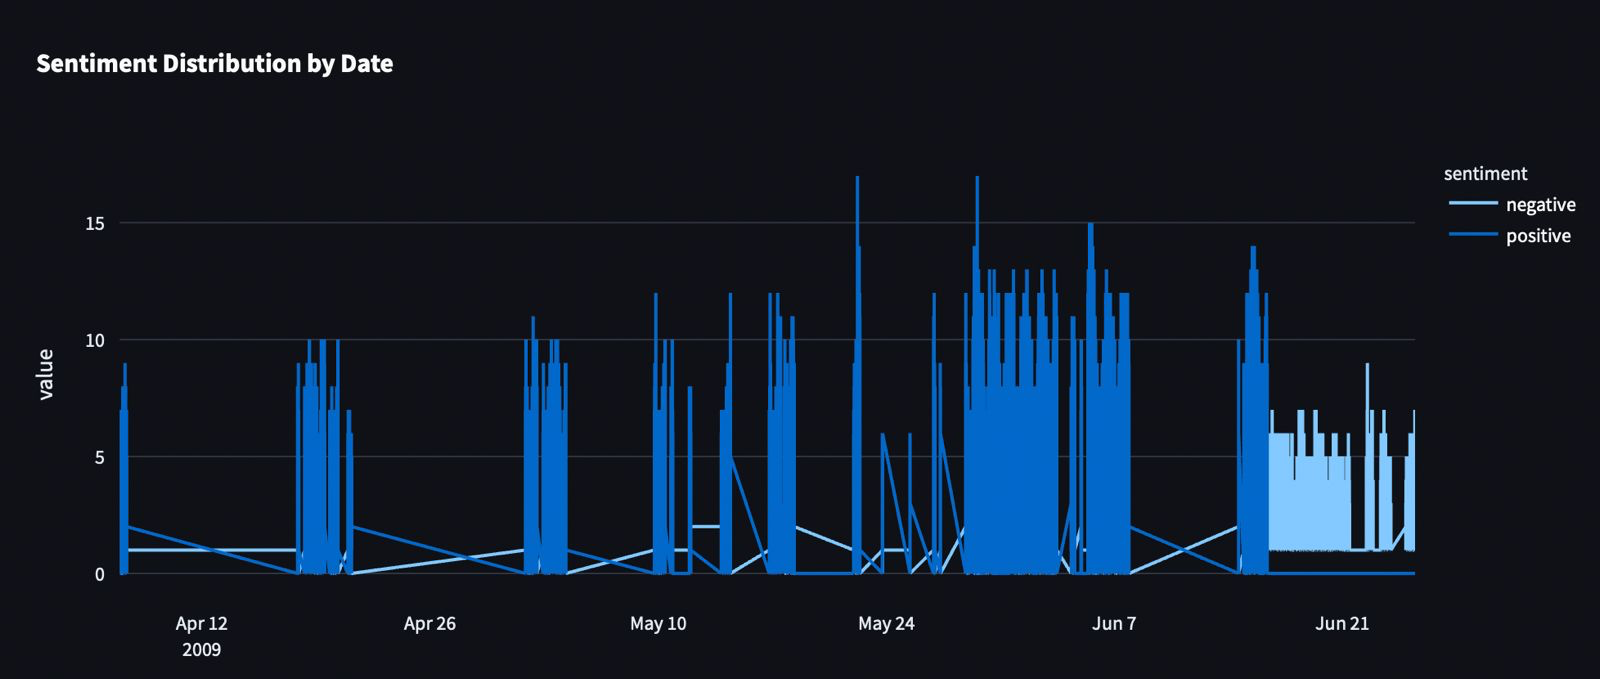 Sentiment Distribution by Date
sentiment
negative
positive
value
15
10
5
0
Apr 12
2009
Apr 26
May 10
May 24
Jun 7
Jun 21